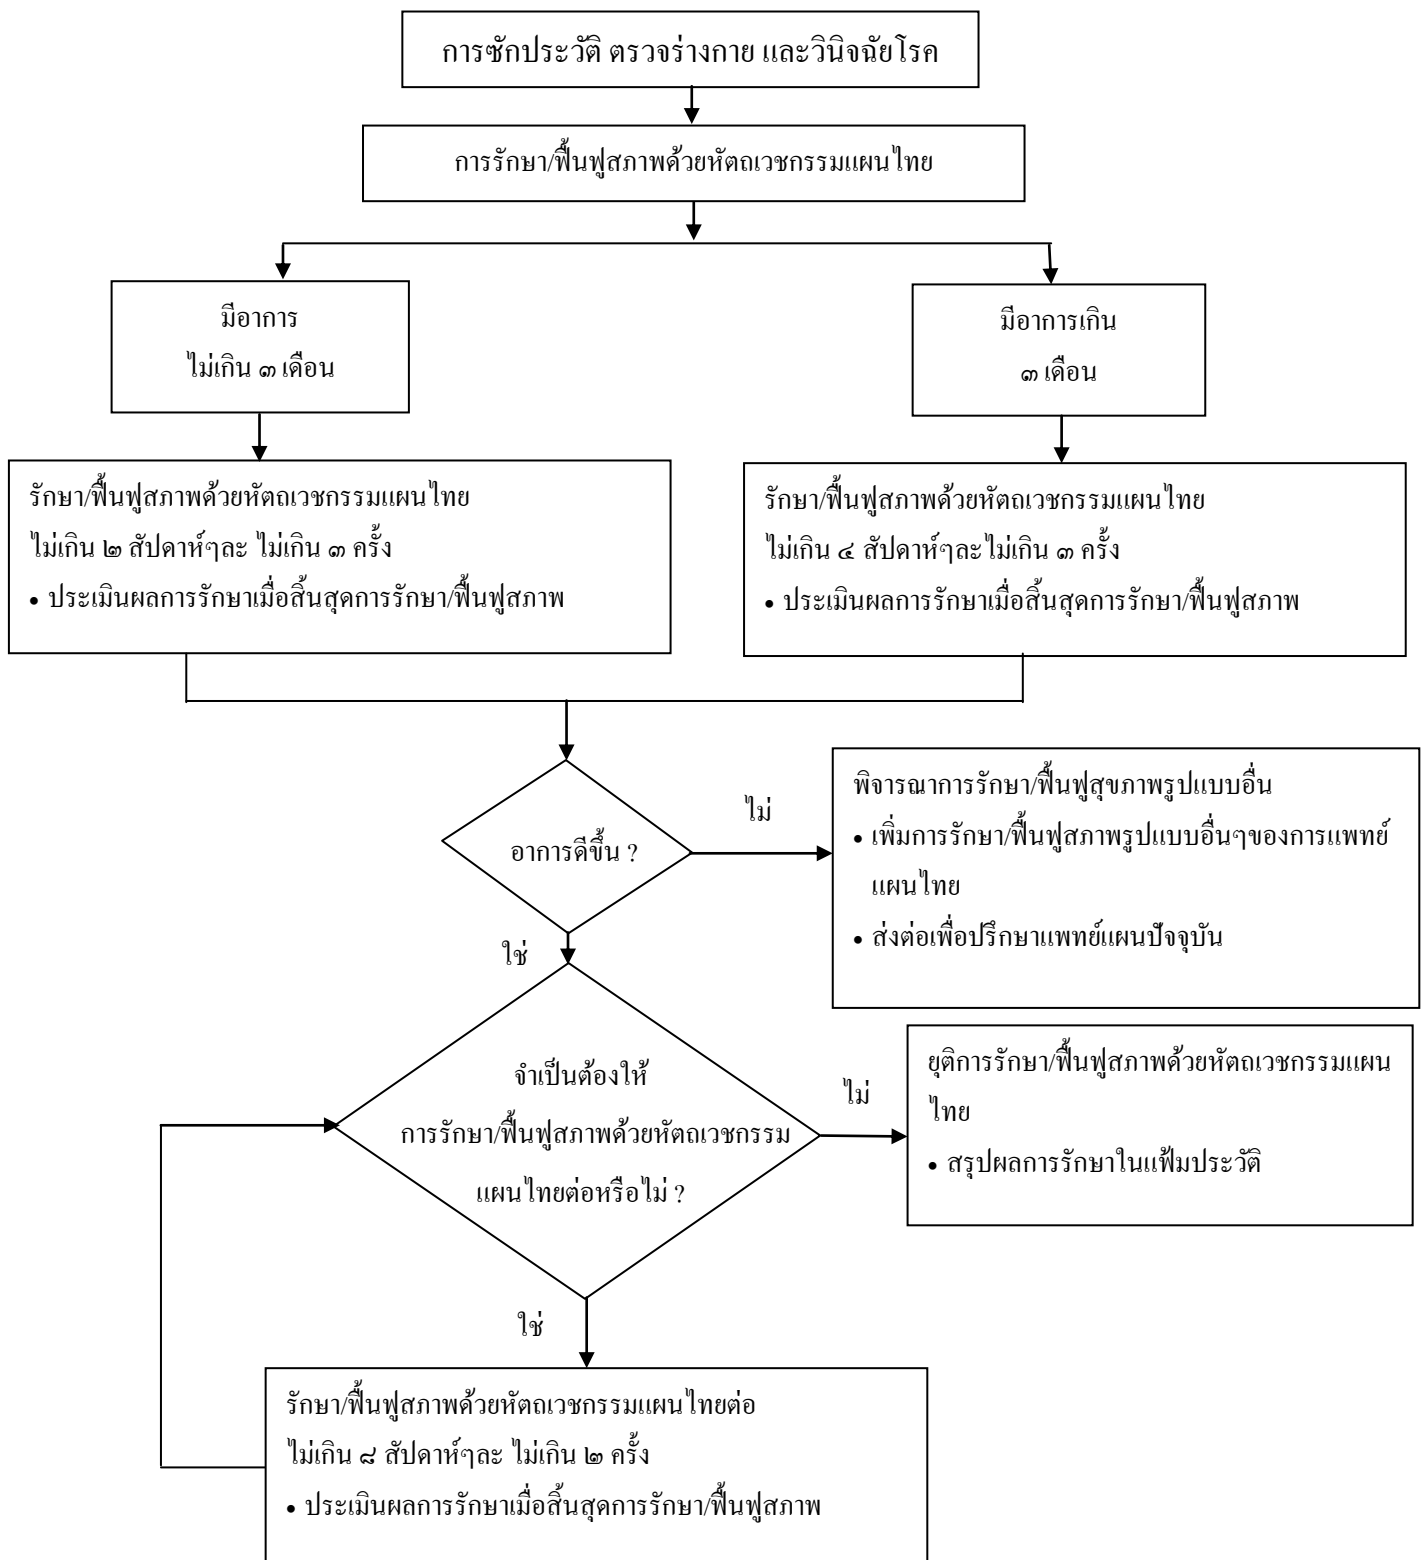 การซักประวัติ ตรวจร่างกาย และวินิจฉัยโรค
การรักษา/ฟื้นฟูสภาพด้วยหัตถเวชกรรมแผนไทย
มีอาการ
ไม่เกิน ๓ เดือน
มีอาการเกิน
๓ เดือน
รักษา/ฟื้นฟูสภาพด้วยหัตถเวชกรรมแผนไทย
ไม่เกิน ๒ สัปดาห์ๆละ ไม่เกิน ๓ ครั้ง
• ประเมินผลการรักษาเมื่อสิ้นสุดการรักษา/ฟื้นฟูสภาพ
รักษา/ฟื้นฟูสภาพด้วยหัตถเวชกรรมแผนไทย
ไม่เกิน ๔ สัปดาห์ๆละไม่เกิน ๓ ครั้ง
• ประเมินผลการรักษาเมื่อสิ้นสุดการรักษา/ฟื้นฟูสภาพ
อาการดีขึ้น ?
ไม่
พิจารณาการรักษา/ฟื้นฟูสุขภาพรูปแบบอื่น
• เพิ่มการรักษา/ฟื้นฟูสภาพรูปแบบอื่นๆของการแพทย์
แผนไทย
• ส่งต่อเพื่อปรึกษาแพทย์แผนปัจจุบัน
ใช่
จำเป็นต้องให้
การรักษา/ฟื้นฟูสภาพด้วยหัตถเวชกรรม
แผนไทยต่อหรือไม่ ?
ไม่
ยุติการรักษา/ฟื้นฟูสภาพด้วยหัตถเวชกรรมแผน
ไทย
• สรุปผลการรักษาในแฟ้มประวัติ
ใช่
รักษา/ฟื้นฟูสภาพด้วยหัตถเวชกรรมแผนไทยต่อ
ไม่เกิน ๘ สัปดาห์ๆละ ไม่เกิน ๒ ครั้ง
• ประเมินผลการรักษาเมื่อสิ้นสุดการรักษา/ฟื้นฟูสภาพ